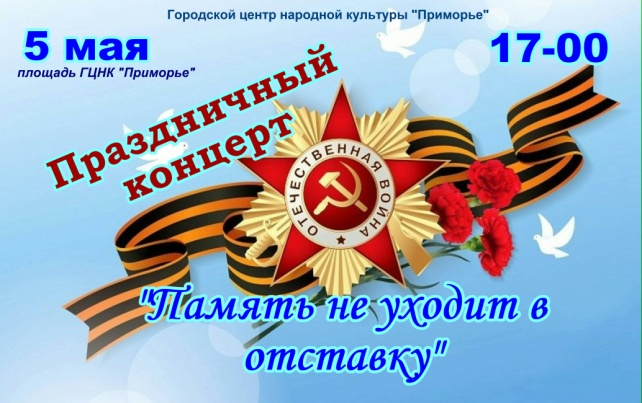 Городской центр народной культуры "Приморье"
5 мая
17-00
площадь ГЦНК "Приморье"
Праздничный
концерт
ОТЕЧЕСТВЕННАЯ ВОЙНА
"Память не уходит в
отставку"